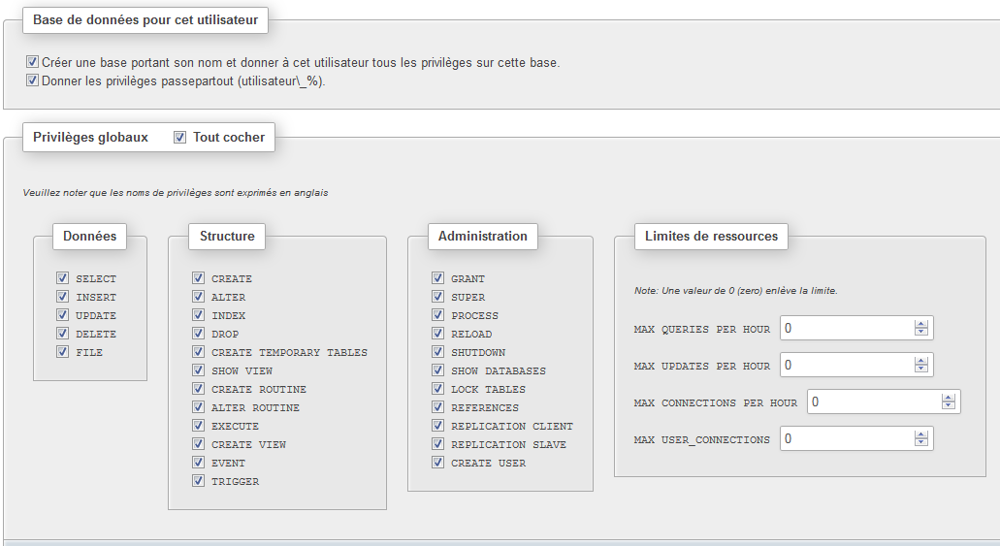 Base de données pour cet utilisateur
Créer une base portant son nom et donner à cet utilisateur tous les privilèges sur cette base.
Donner les privilèges passepartout (utilisateur\_%).
Privilèges globaux Tout cocher
Veuillez noter que les noms de privilèges sont exprimés en anglais
Données
SELECT
INSERT
UPDATE
DELETE
FILE
Structure
CREATE
ALTER
INDEX
DROP
CREATE TEMPORARY TABLES
SHOW VIEW
CREATE ROUTINE
ALTER ROUTINE
EXECUTE
CREATE VIEW
EVENT
TRIGGER
Administration
GRANT
SUPER
PROCESS
RELOAD
SHUTDOWN
SHOW DATABASES
LOCK TABLES
REFERENCES
REPLICATION CLIENT
REPLICATION SLAVE
CREATE USER
Limites de ressources
Note: Une valeur de 0 (zero) enlève la limite.
MAX QUERIES PER HOUR 0
MAX UPDATES PER HOUR 0
MAX CONNECTIONS PER HOUR 0
MAX USER_CONNECTIONS 0